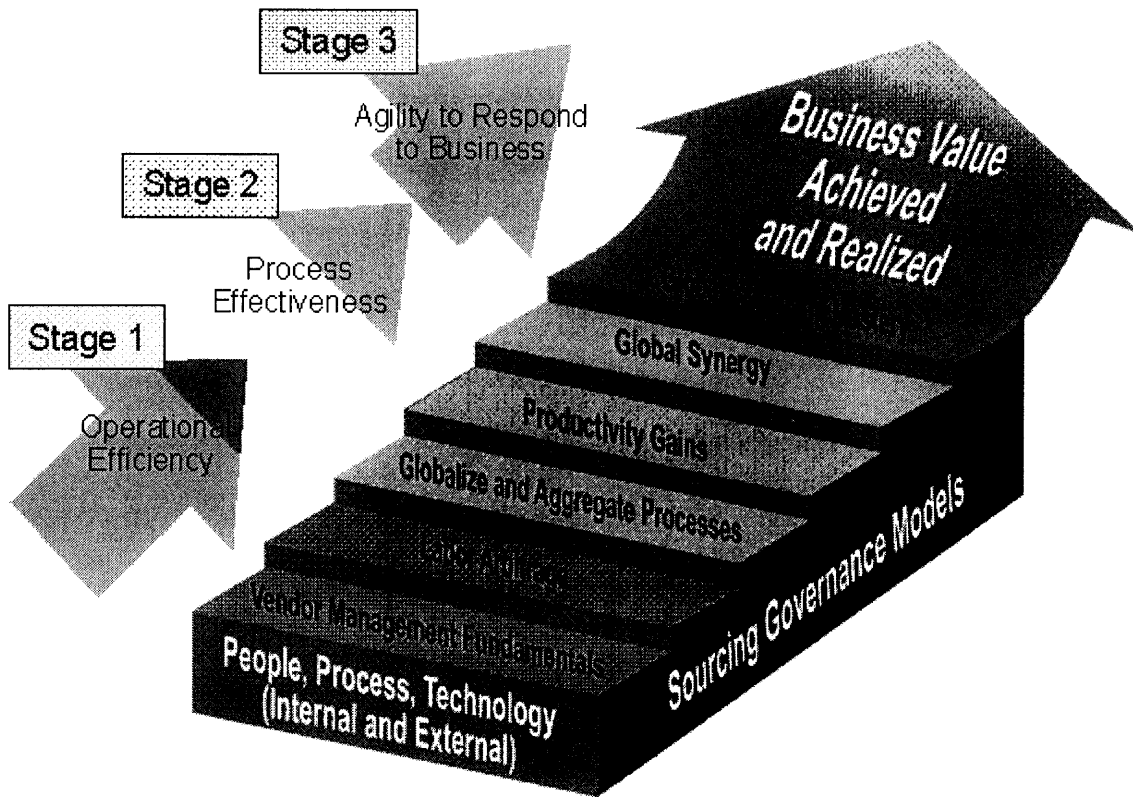 Stage 3
Agility to Respond
to Business
Stage 2
Process
Effectiveness
Stage 1
Operational
Efficiency
Business Value
Achieved
and Realized
Global Synergy
Productivity Gains
Globalize and Aggregate Processes
Labor Arbitrage
Vendor Management Fundamentals
People, Process, Technology
(Internal and External)
Sourcing Governance Models